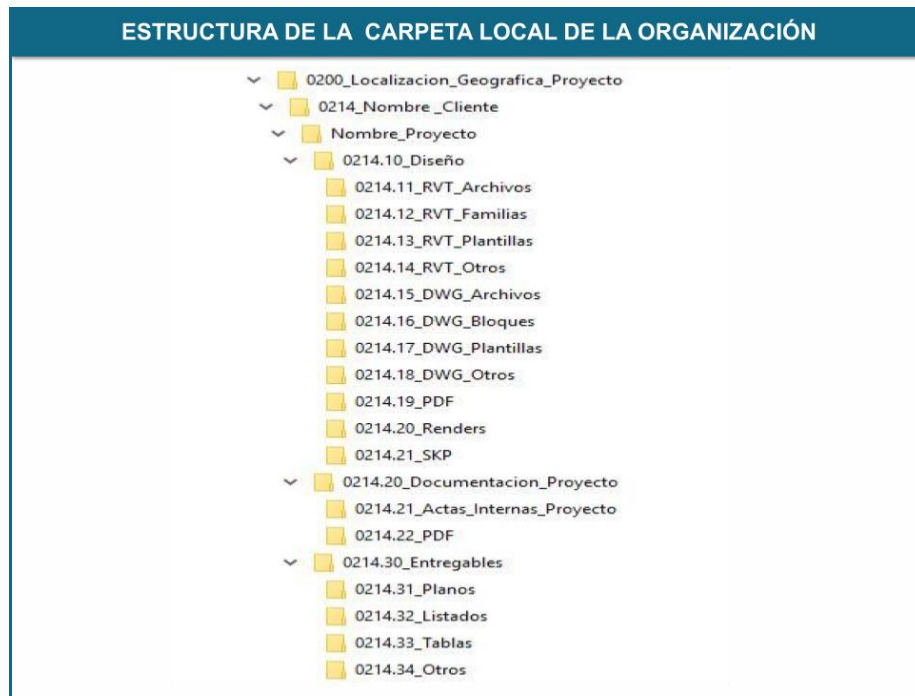 ESTRUCTURA DE LA CARPETA LOCAL DE LA ORGANIZACIÓN
0200_Localizacion_Geografica_Proyecto
0214_Nombre _Cliente
Nombre_Proyecto
0214.10_Diseño
0214.11_RVT_Archivos
0214.12_RVT_Familias
0214.13_RVT_Plantillas
0214.14_RVT_Otros
0214.15_DWG_Archivos
0214.16_DWG_Bloques
0214.17_DWG_Plantillas
0214.18_DWG_Otros
0214.19_PDF
0214.20_Renders
0214.21_SKP
0214.20_Documentacion_Proyecto
0214.21_Actas_Internas_Proyecto
0214.22_PDF
0214.30_Entregables
0214.31_Planos
0214.32_Listados
0214.33_Tablas
0214.34_Otros